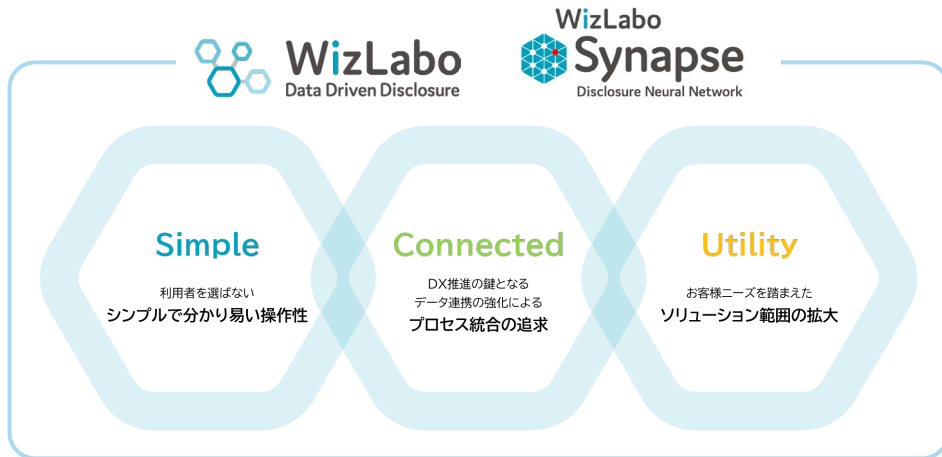 WizLabo
Data Driven Disclosure
WizLabo
Synapse
Disclosure Neural Network
Simple
利用者を選ばない
シンプルで分かり易い操作性
Connected
DX推進の鍵となる
データ連携の強化による
プロセス統合の追求
Utility
お客様ニーズを踏まえた
ソリューション範囲の拡大